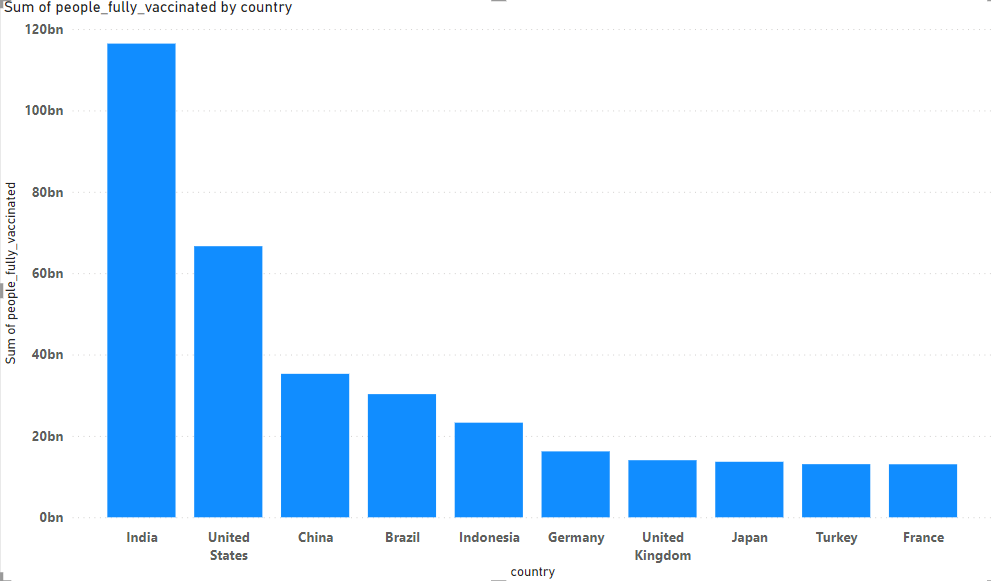 Sum of people_fully_vaccinated by country
120bn
100bn
80bn
60bn
40bn
20bn
0bn
Sum of people_fully_vaccinated
India
United States
China
Brazil
Indonesia
Germany
United Kingdom
Japan
Turkey
France
country